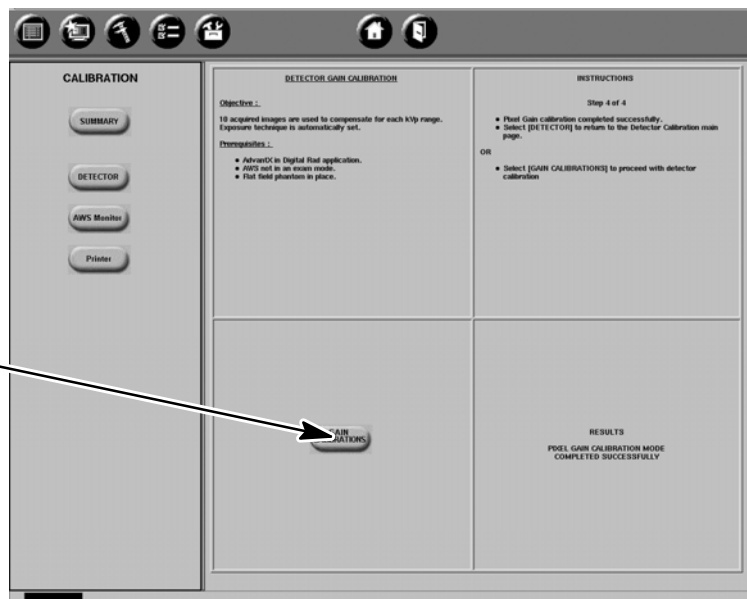 CALIBRATION
SUMMARY
DETECTOR
AWS Monitor
Printer
DETECTOR GAIN CALIBRATION
Objective :
10 acquired images are used to compensate for each kVp range.
Exposure technique is automatically set.
Prerequisites :
● AdvantX in Digital Rad application.
● AWS not in an exam mode.
● Flat field phantom in place.
INSTRUCTIONS
Step 4 of 4
● Pixel Gain calibration completed successfully.
● Select [DETECTOR] to return to the Detector Calibration main
page.
OR
● Select [GAIN CALIBRATIONS] to proceed with detector
calibration
GAIN
RESULTS
PIXEL GAIN CALIBRATION MODE
COMPLETED SUCCESSFULLY